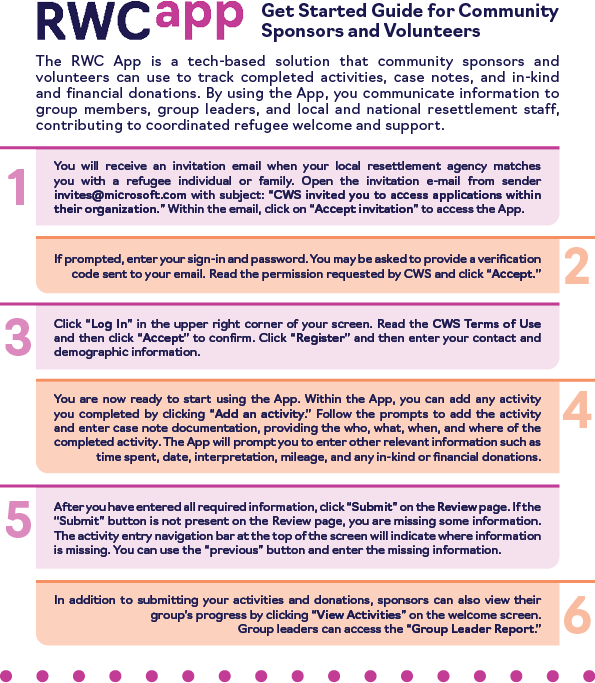 RWC app
Get Started Guide for Community
Sponsors and Volunteers
The RWC App is a tech-based solution that community sponsors and
volunteers can use to track completed activities, case notes, and in-kind
and financial donations. By using the App, you communicate information to
group members, group leaders, and local and national resettlement staff,
contributing to coordinated refugee welcome and support.
1
You will receive an invitation email when your local resettlement agency matches
you with a refugee individual or family. Open the invitation e-mail from sender
invites@microsoft.com with subject: "CWS invited you to access applications within
their organization." Within the email, click on "Accept invitation" to access the App.
2
If prompted, enter your sign-in and password. You may be asked to provide a verification
code sent to your email. Read the permission requested by CWS and click "Accept."
3
Click "Log In" in the upper right corner of your screen. Read the CWS Terms of Use
and then click "Accept" to confirm. Click "Register" and then enter your contact and
demographic information.
4
You are now ready to start using the App. Within the App, you can add any activity
you completed by clicking "Add an activity." Follow the prompts to add the activity
and enter case note documentation, providing the who, what, when, and where of the
completed activity. The App will prompt you to enter other relevant information such as
time spent, date, interpretation, mileage, and any in-kind or financial donations.
5
After you have entered all required information, click "Submit" on the Review page. If the
"Submit" button is not present on the Review page, you are missing some information.
The activity entry navigation bar at the top of the screen will indicate where information
is missing. You can use the "previous" button and enter the missing information.
6
In addition to submitting your activities and donations, sponsors can also view their
group's progress by clicking "View Activities" on the welcome screen.
Group leaders can access the "Group Leader Report."